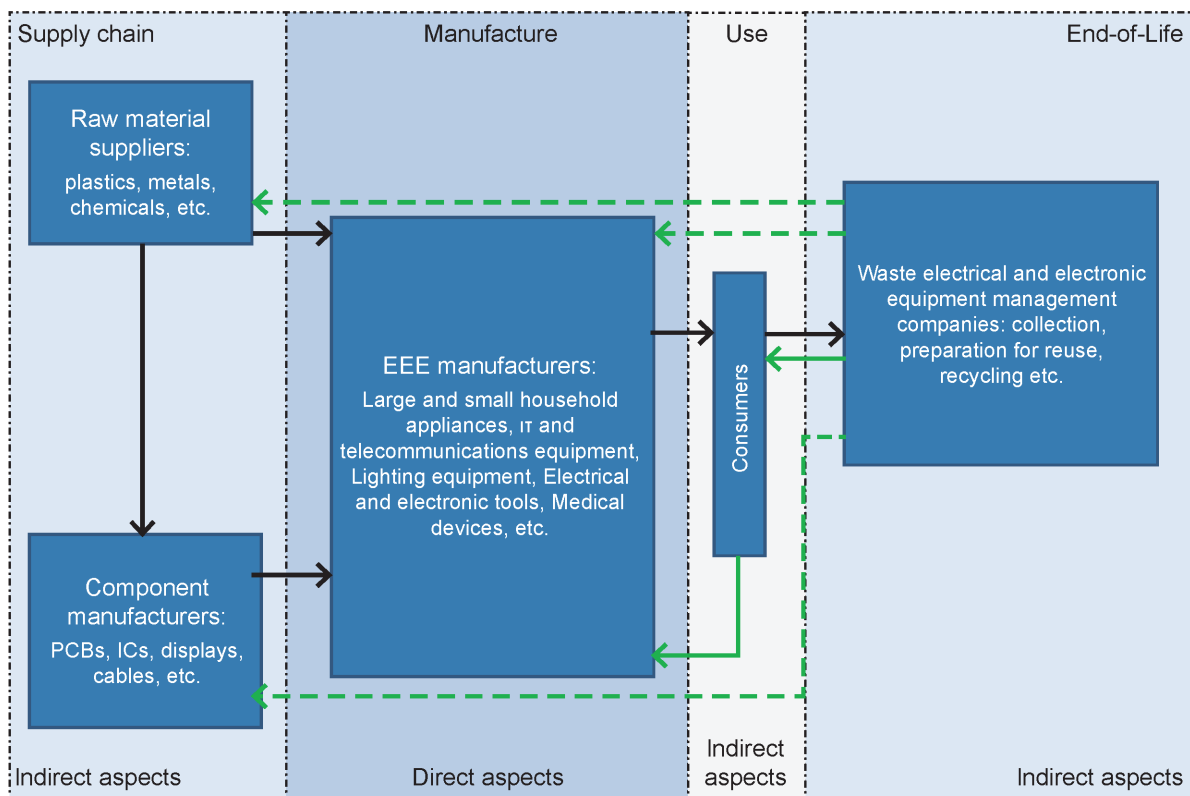 Supply chain
Manufacture
Use
End-of-Life
Raw material
suppliers:
plastics, metals,
chemicals, etc.
EEE manufacturers:
Large and small household
appliances, IT and
telecommunications equipment,
Lighting equipment, Electrical
and electronic tools, Medical
devices, etc.
Consumers
Waste electrical and electronic
equipment management
companies: collection,
preparation for reuse,
recycling etc.
Component
manufacturers:
PCBs, ICs, displays,
cables, etc.
Indirect aspects
Direct aspects
Indirect
aspects
Indirect aspects